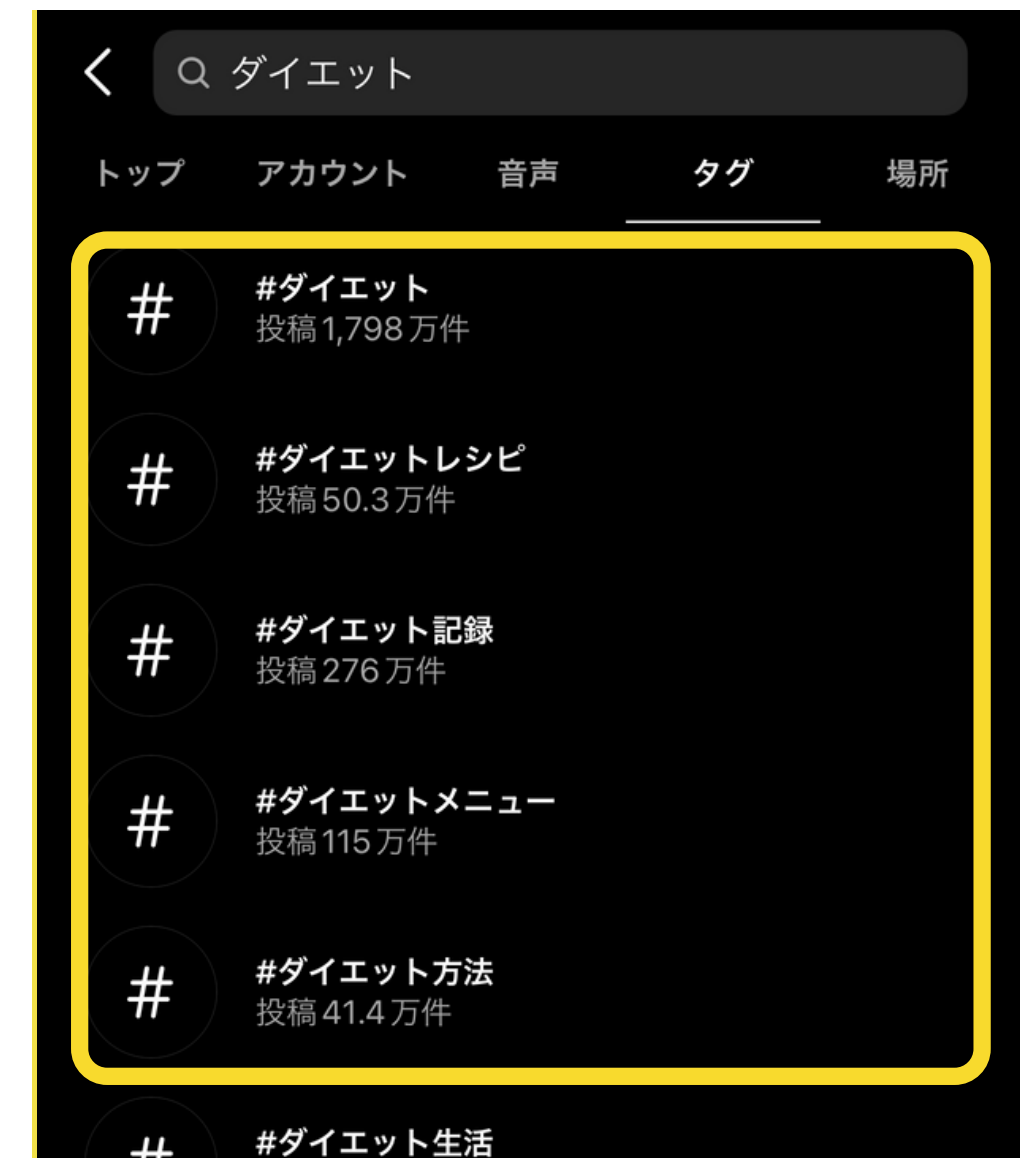 ダイエット
トップ アカウント 音声 タグ 場所
#ダイエット
投稿1,798万件
#ダイエットレシピ
投稿50.3万件
#ダイエット記録
投稿276万件
#ダイエットメニュー
投稿115万件
#ダイエット方法
投稿41.4万件
#ダイエット生活